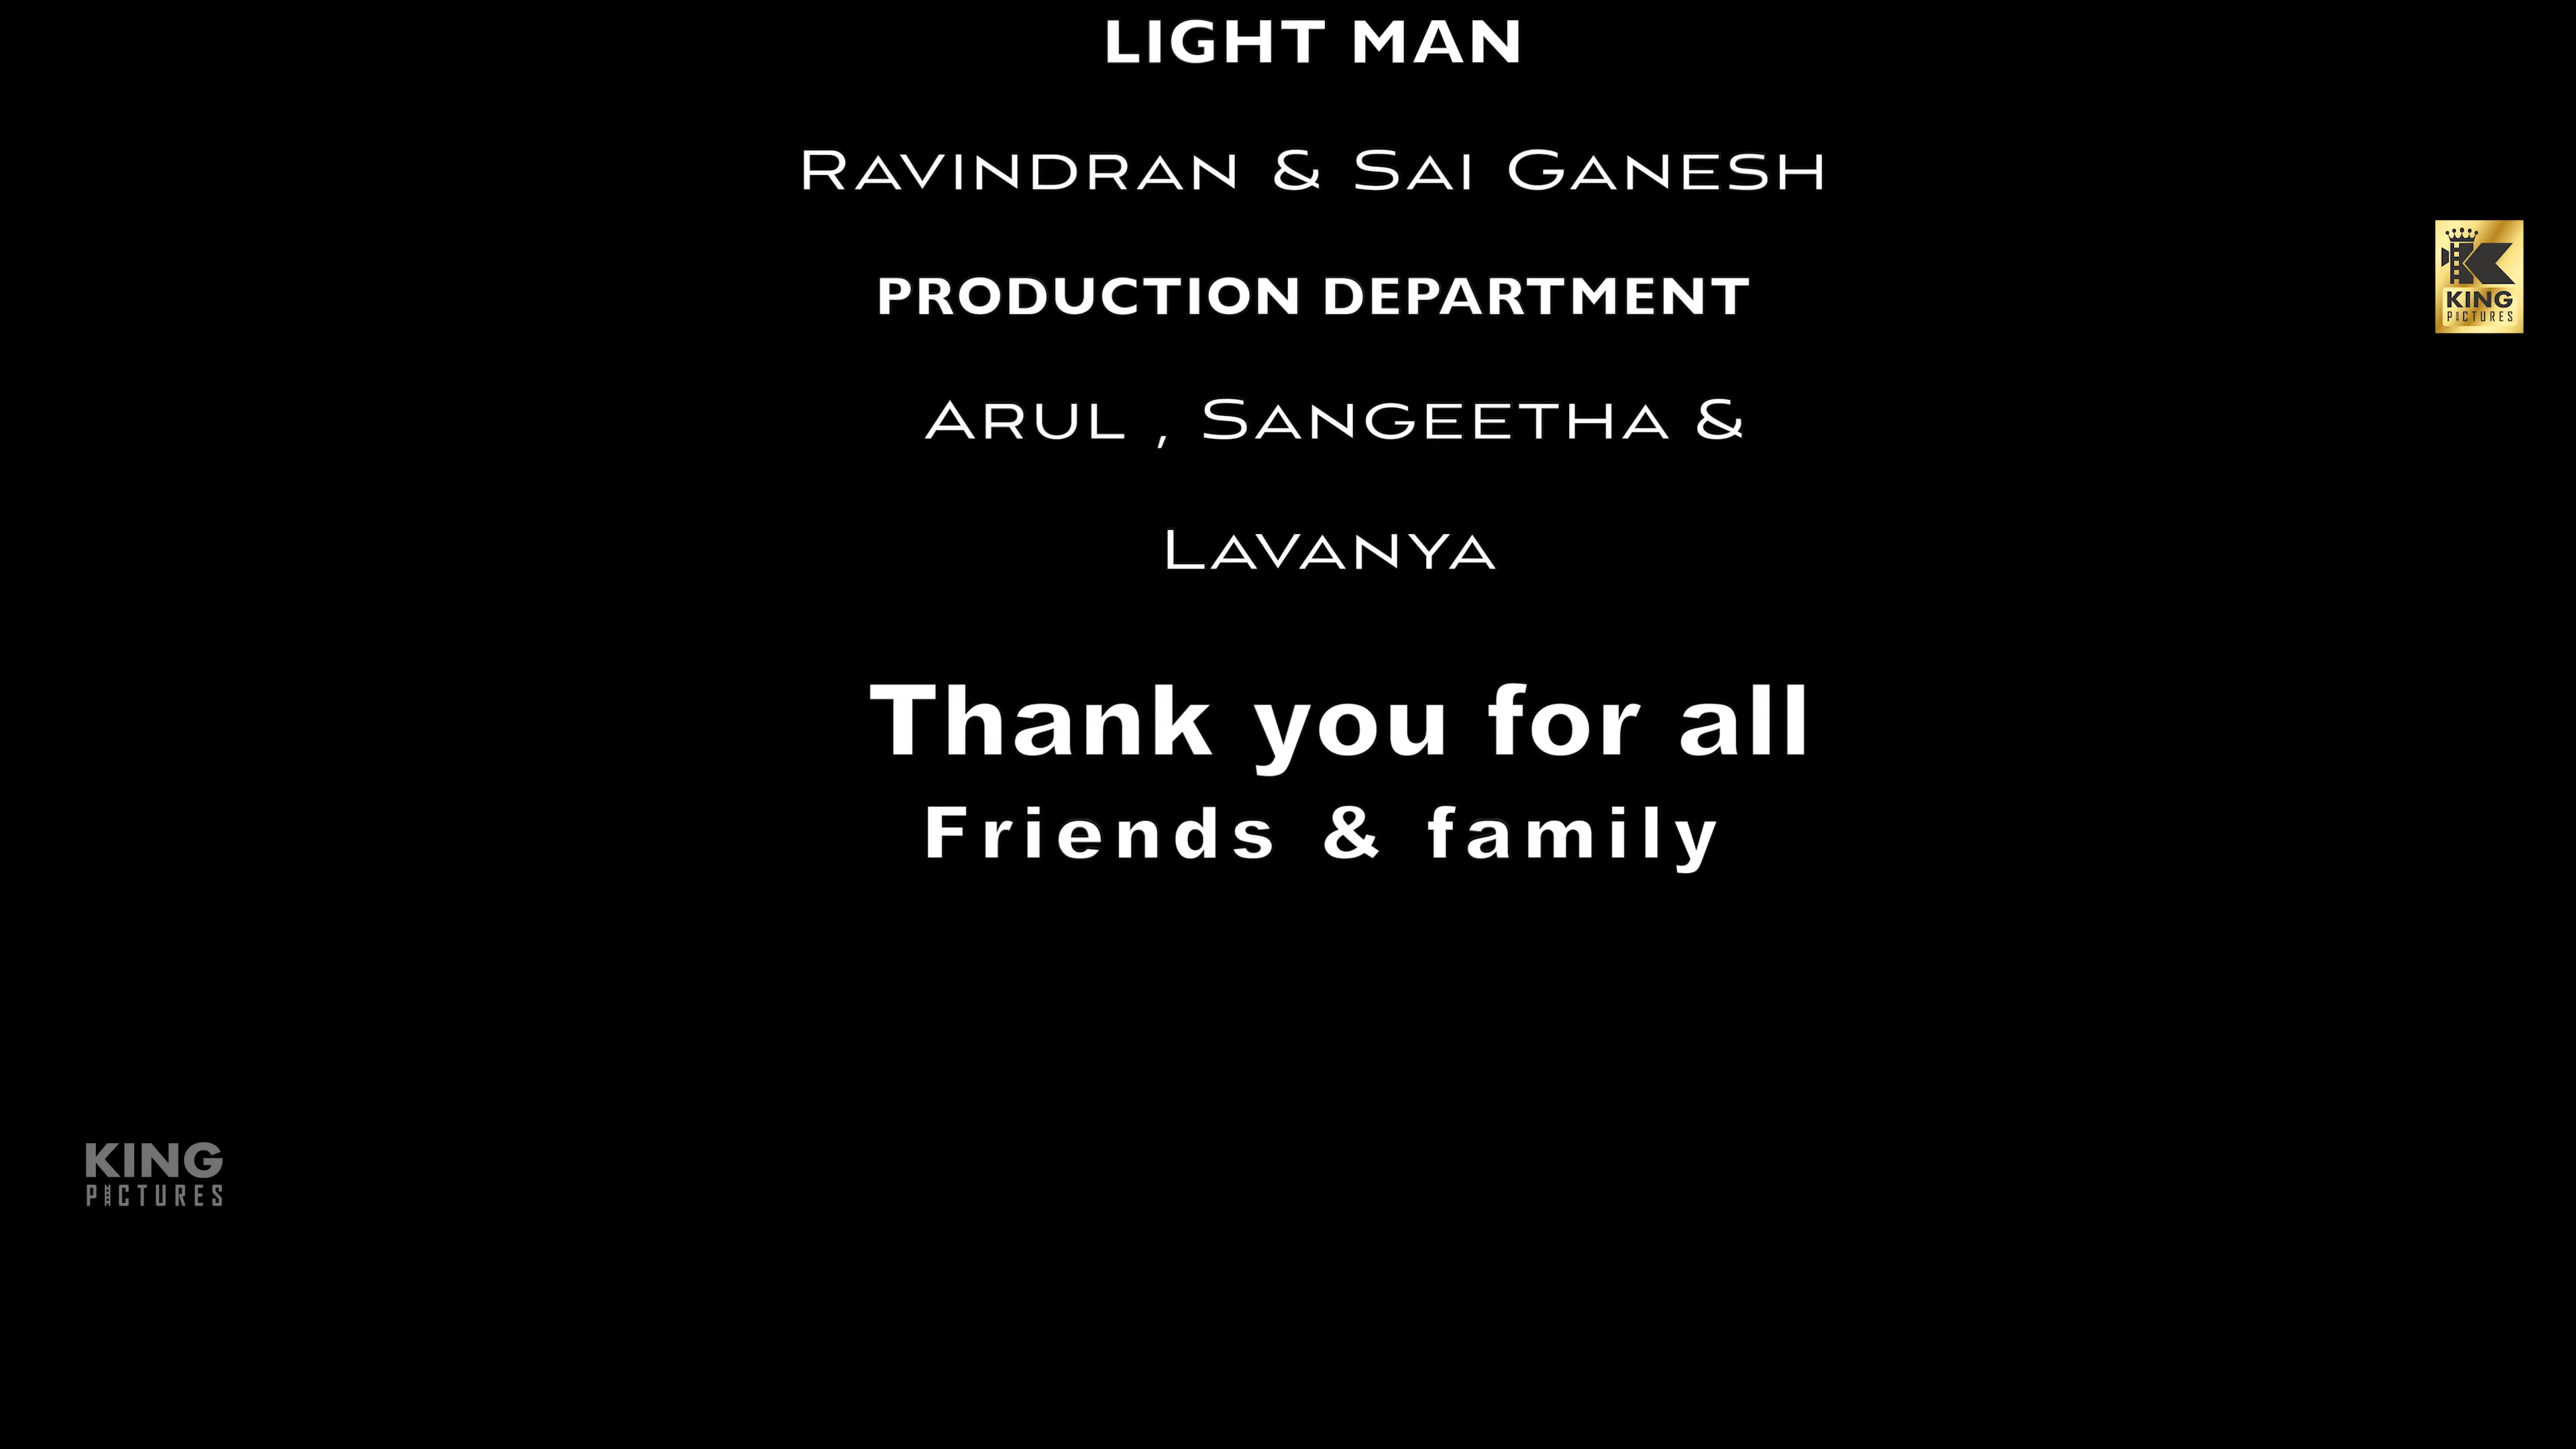 LIGHT MAN
RAVINDRAN & SAI GANESH
PRODUCTION DEPARTMENT
ARUL , SANGEETHA &
LAVANYA
Thank you for all
Friends & family
KING
PICTURES
KING
PICTURES